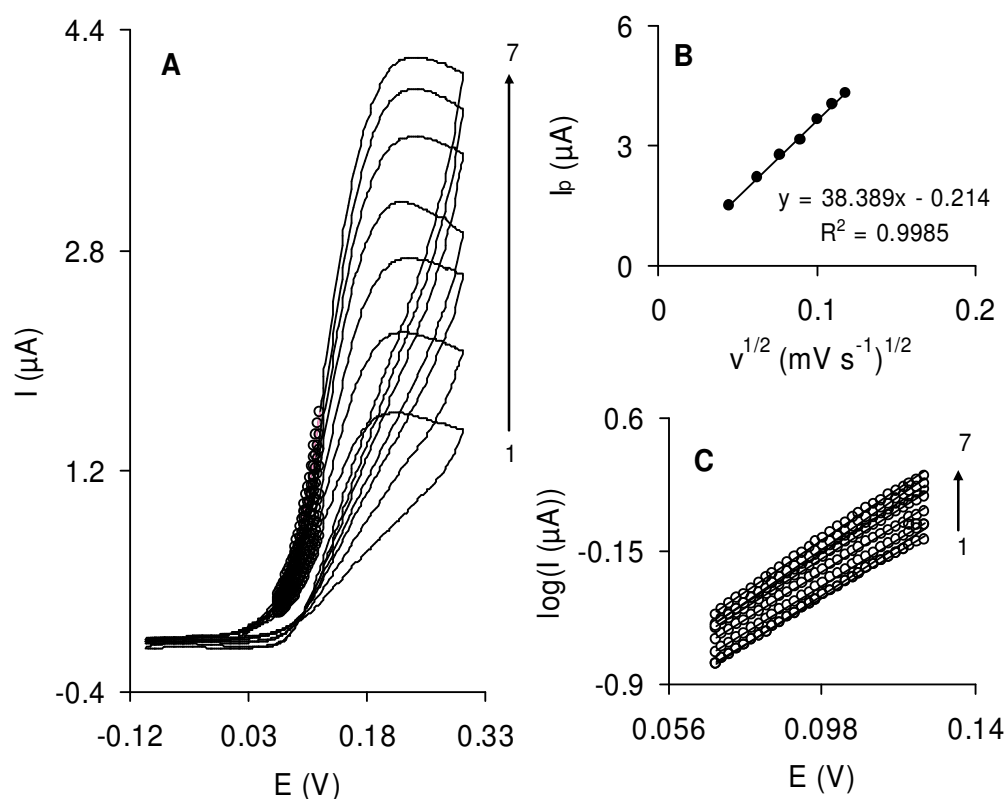 A
4.4
2.8
1.2
-0.4
-0.12
0.03
0.18
0.33
I (µA)
E (V)
7
1
B
6
3
0
0
0.1
0.2
Ip (µA)
y = 38.389x - 0.214
R² = 0.9985
v^1/2 (mV s⁻¹)^1/2
C
0.6
-0.15
-0.9
0.056
0.098
0.14
log(I (µA))
E (V)
7
1